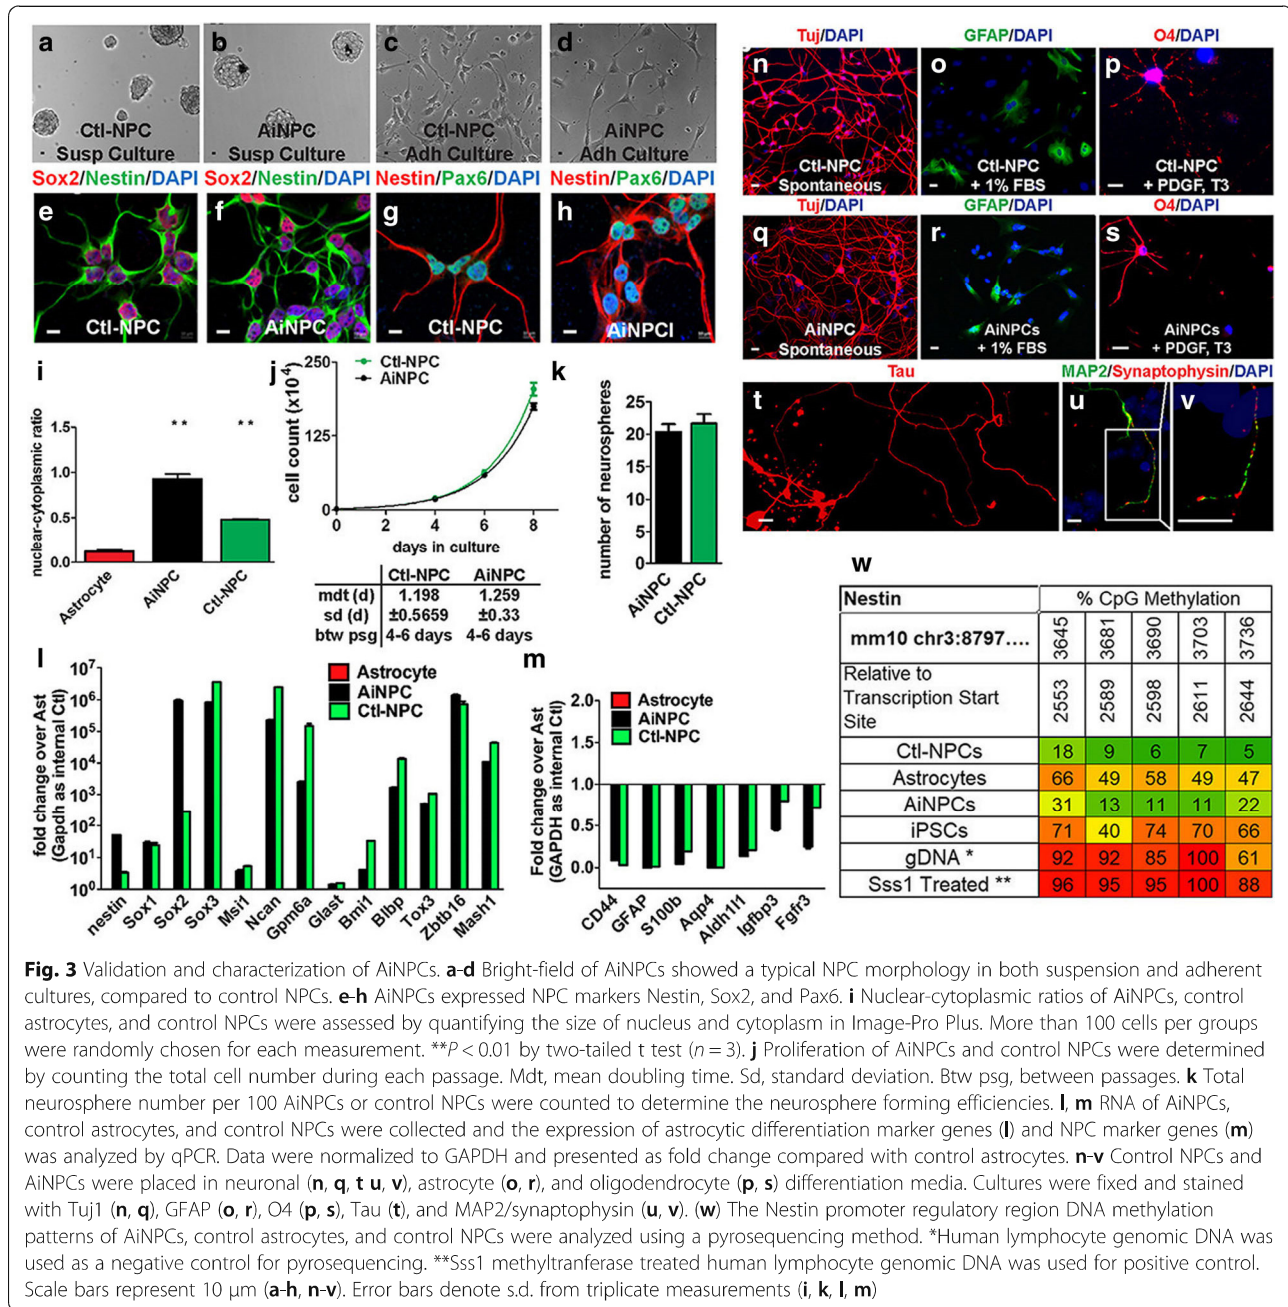 a
b
c
d
Ctl-NPC
Susp Culture
AiNPC
Susp Culture
Ctl-NPC
Adh Culture
AiNPC
Adh Culture
Sox2/Nestin/DAPI
Sox2/Nestin/DAPI
Nestin/Pax6/DAPI
Nestin/Pax6/DAPI
e
f
g
h
Ctl-NPC
AiNPC
Ctl-NPC
AiNPCl
Tuj/DAPI
GFAP/DAPI
O4/DAPI
n
o
p
Ctl-NPC
Spontaneous
Ctl-NPC
+ 1% FBS
Ctl-NPC
+ PDGF, T3
Tuj/DAPI
GFAP/DAPI
O4/DAPI
q
r
s
AiNPC
Spontaneous
AiNPCs
+ 1% FBS
AiNPCs
+ PDGF, T3
Tau
MAP2/Synaptophysin/DAPI
t
u
v
i
nuclear-cytoplasmic ratio
1.5
1.0
0.5
0.0
**
**
Astrocyte
AiNPC
Ctl-NPC
j
cell count (x10⁴)
250
125
0
Ctl-NPC
AiNPC
0
4
6
8
days in culture
Ctl-NPC AiNPC
mdt (d) 1.198 1.259
sd (d) ±0.5659 ±0.33
btw psg 4-6 days 4-6 days
k
number of neurospheres
25
20
15
10
5
0
AiNPC
Ctl-NPC
l
fold change over Ast
(Gapdh as internal Ctl)
10⁷
10⁶
10⁵
10⁴
10³
10²
10¹
10⁰
Astrocyte
AiNPC
Ctl-NPC
nestin
Sox1
Sox2
Sox3
Msi1
Ncan
Gpm6a
Glast
Bmi1
Blbp
Tox3
Zbtb16
Mash1
m
Fold change over Ast
(GAPDH as internal Ctl)
2.0
1.5
1.0
0.5
0.0
Astrocyte
AiNPC
Ctl-NPC
CD44
GFAP
S100b
Aqp4
Aldh1l1
Igfbp3
Fgfr3
w
Nestin % CpG Methylation
mm10 chr3:8797.... 3645 3681 3690 3703 3736
Relative to
Transcription Start
Site
2553 2589 2598 2611 2644
Ctl-NPCs 18 9 6 7 5
Astrocytes 66 49 58 49 47
AiNPCs 31 13 11 11 22
iPSCs 71 40 74 70 66
gDNA * 92 92 85 100 61
Sss1 Treated ** 96 95 95 100 88
Fig. 3 Validation and characterization of AiNPCs. a-d Bright-field of AiNPCs showed a typical NPC morphology in both suspension and adherent
cultures, compared to control NPCs. e-h AiNPCs expressed NPC markers Nestin, Sox2, and Pax6. i Nuclear-cytoplasmic ratios of AiNPCs, control
astrocytes, and control NPCs were assessed by quantifying the size of nucleus and cytoplasm in Image-Pro Plus. More than 100 cells per groups
were randomly chosen for each measurement. **P < 0.01 by two-tailed t test (n = 3). j Proliferation of AiNPCs and control NPCs were determined
by counting the total cell number during each passage. Mdt, mean doubling time. Sd, standard deviation. Btw psg, between passages. k Total
neurosphere number per 100 AiNPCs or control NPCs were counted to determine the neurosphere forming efficiencies. l, m RNA of AiNPCs,
control astrocytes, and control NPCs were collected and the expression of astrocytic differentiation marker genes (l) and NPC marker genes (m)
was analyzed by qPCR. Data were normalized to GAPDH and presented as fold change compared with control astrocytes. n-v Control NPCs and
AiNPCs were placed in neuronal (n, q, t u, v), astrocyte (o, r), and oligodendrocyte (p, s) differentiation media. Cultures were fixed and stained
with Tuj1 (n, q), GFAP (o, r), O4 (p, s), Tau (t), and MAP2/synaptophysin (u, v). (w) The Nestin promoter regulatory region DNA methylation
patterns of AiNPCs, control astrocytes, and control NPCs were analyzed using a pyrosequencing method. *Human lymphocyte genomic DNA was
used as a negative control for pyrosequencing. **Sss1 methyltranferase treated human lymphocyte genomic DNA was used for positive control.
Scale bars represent 10 μm (a-h, n-v). Error bars denote s.d. from triplicate measurements (i, k, l, m)